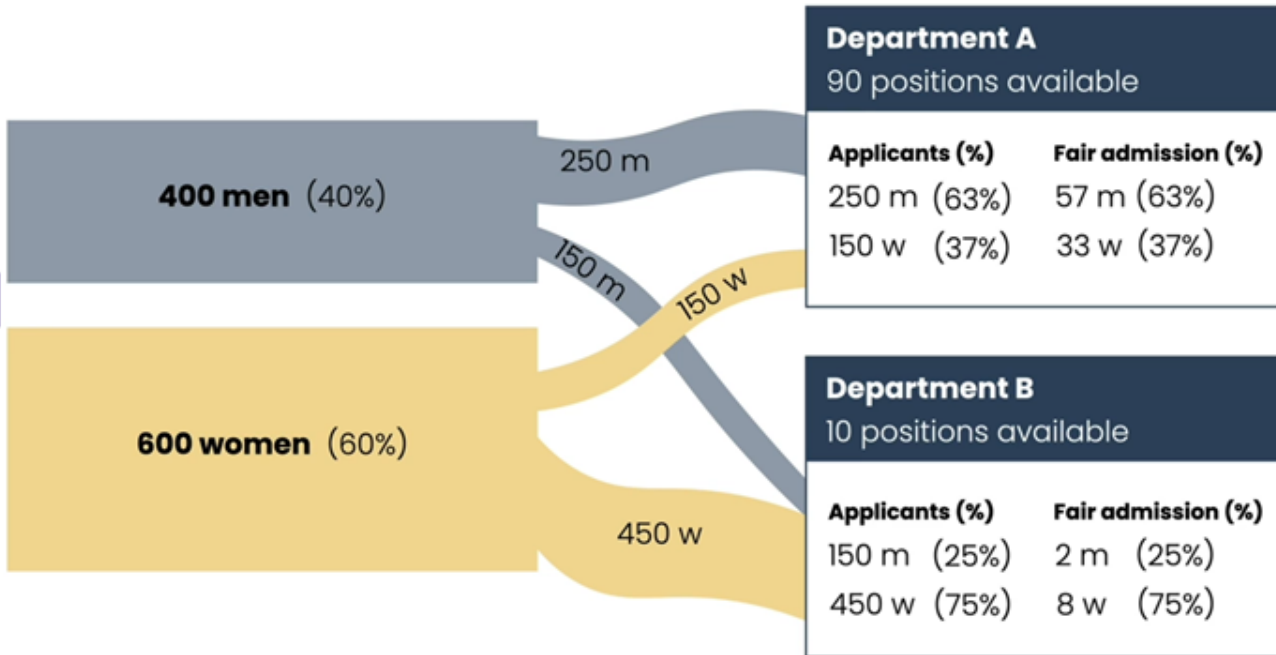 400 men (40%)
600 women (60%)
250 m
150 m
150 w
450 w
Department A
90 positions available
Applicants (%) Fair admission (%)
250 m (63%) 57 m (63%)
150 w (37%) 33 w (37%)
Department B
10 positions available
Applicants (%) Fair admission (%)
150 m (25%) 2 m (25%)
450 w (75%) 8 w (75%)